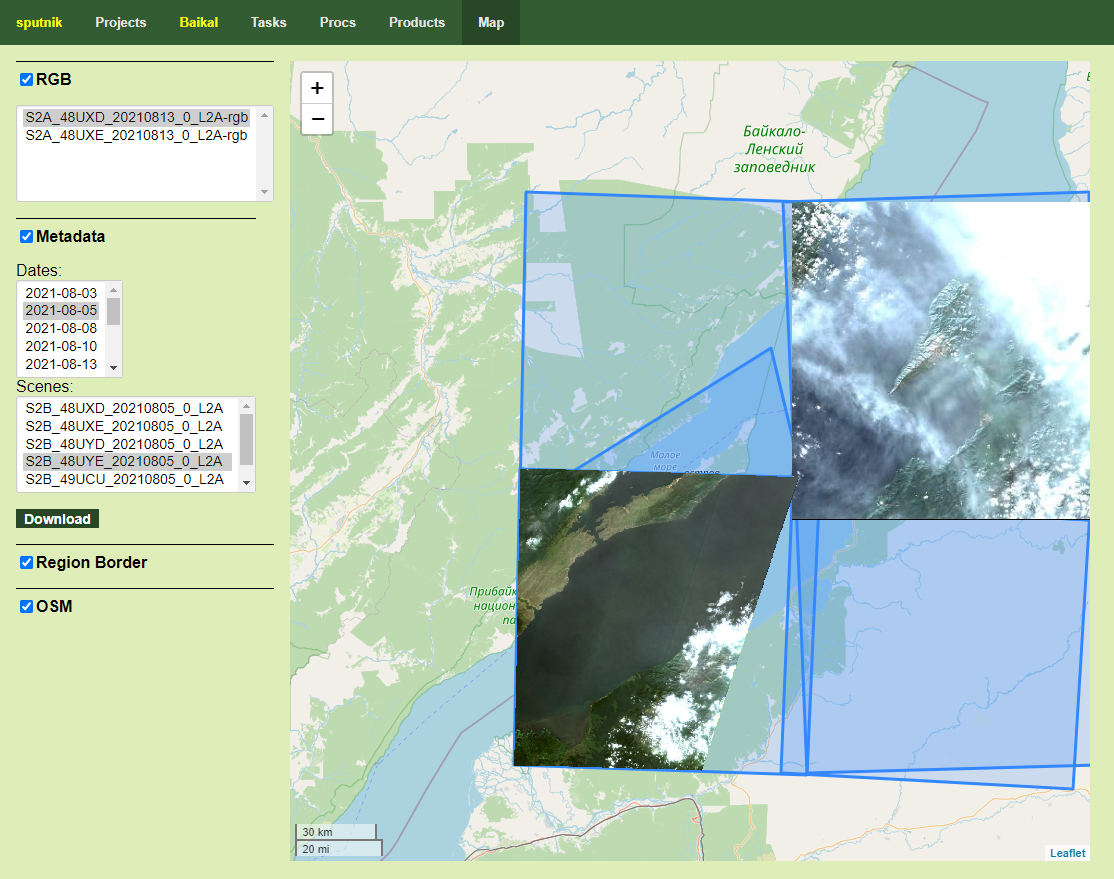 sputnik Projects Baikal Tasks Procs Products Map
RGB
S2A_48UXD_20210813_0_L2A-rgb
S2A_48UXE_20210813_0_L2A-rgb
Metadata
Dates:
2021-08-03
2021-08-05
2021-08-08
2021-08-10
2021-08-13
Scenes:
S2B_48UXD_20210805_0_L2A
S2B_48UXE_20210805_0_L2A
S2B_48UYD_20210805_0_L2A
S2B_48UYE_20210805_0_L2A
S2B_49UCU_20210805_0_L2A
Download
Region Border
OSM
+
−
Байкало-
Ленский
заповедник
Малое
море
Прибайк
национ
па
30 km
20 mi
Leaflet